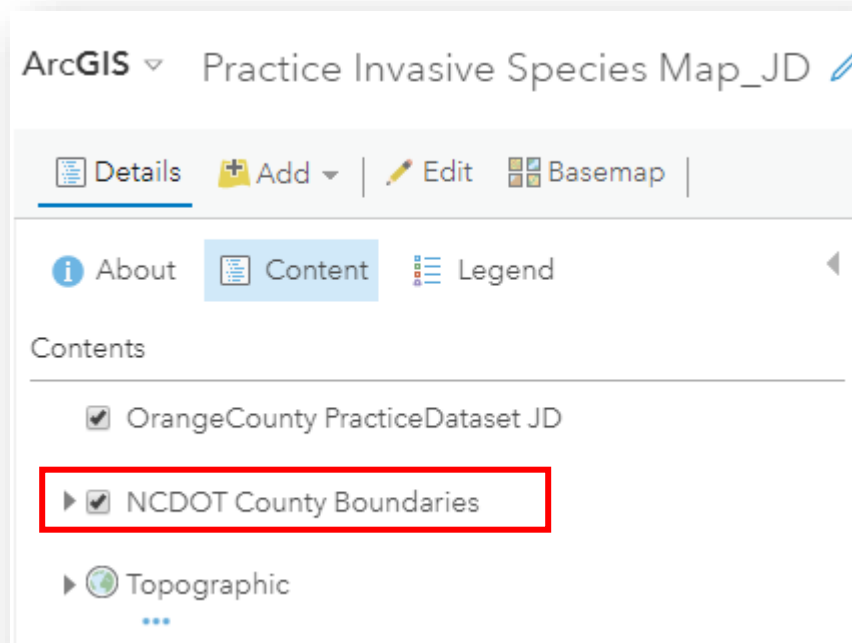 ArcGIS Practice Invasive Species Map_JD
Details Add Edit Basemap
About Content Legend
Contents
OrangeCounty PracticeDataset JD
NCDOT County Boundaries
Topographic